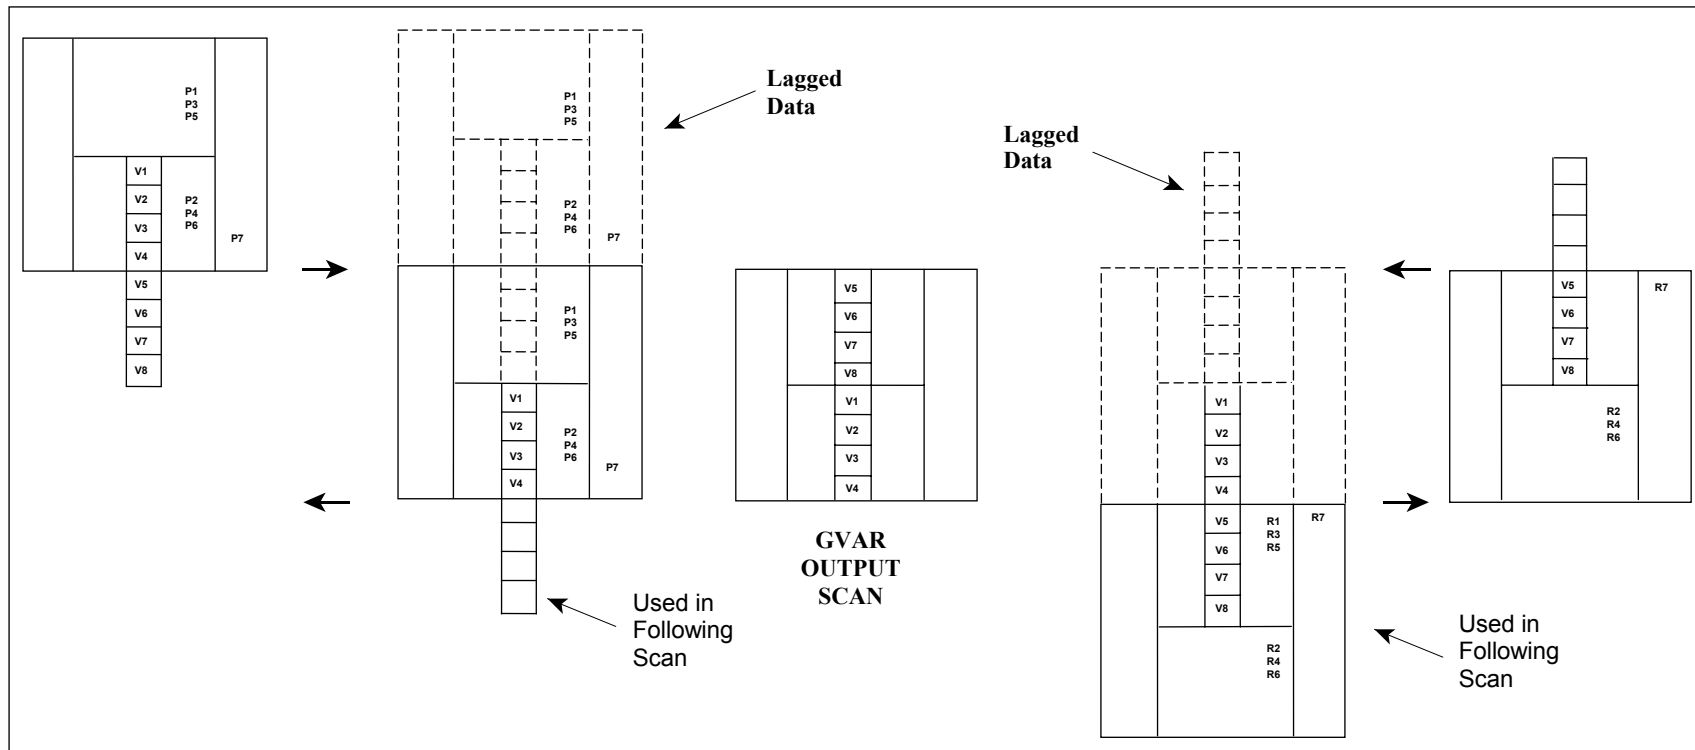 P1
P3
P5
V1
V2
V3
V4
P2
P4
P6
P7
V5
V6
V7
V8
P1
P3
P5
P2
P4
P6
P7
Lagged
Data
P1
P3
P5
V1
V2
V3
V4
P2
P4
P6
P7
Used in
Following
Scan
V5
V6
V7
V8
V1
V2
V3
V4
GVAR
OUTPUT
SCAN
Lagged
Data
V1
V2
V3
V4
V5
V6
V7
V8
R1
R3
R5
R7
R2
R4
R6
Used in
Following
Scan
V5
V6
V7
V8
R7
R2
R4
R6